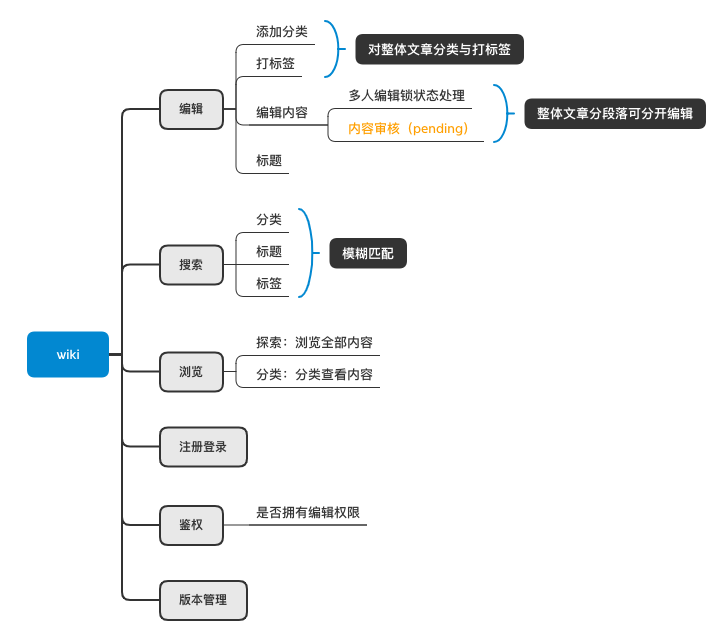 wiki
编辑
添加分类
打标签
对整体文章分类与打标签
编辑内容
多人编辑锁状态处理
内容审核（pending）
整体文章分段落可分开编辑
标题
搜索
分类
标题
标签
模糊匹配
浏览
探索：浏览全部内容
分类：分类查看内容
注册登录
鉴权
是否拥有编辑权限
版本管理